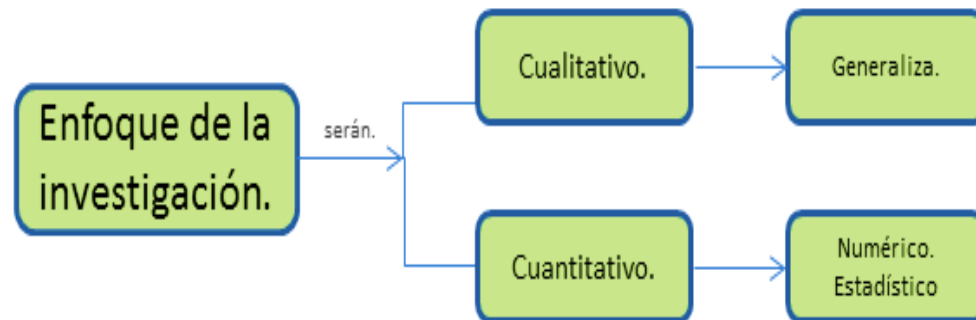 Enfoque de la
investigación.
serán.
Cualitativo.
Generaliza.
Cuantitativo.
Numérico.
Estadístico